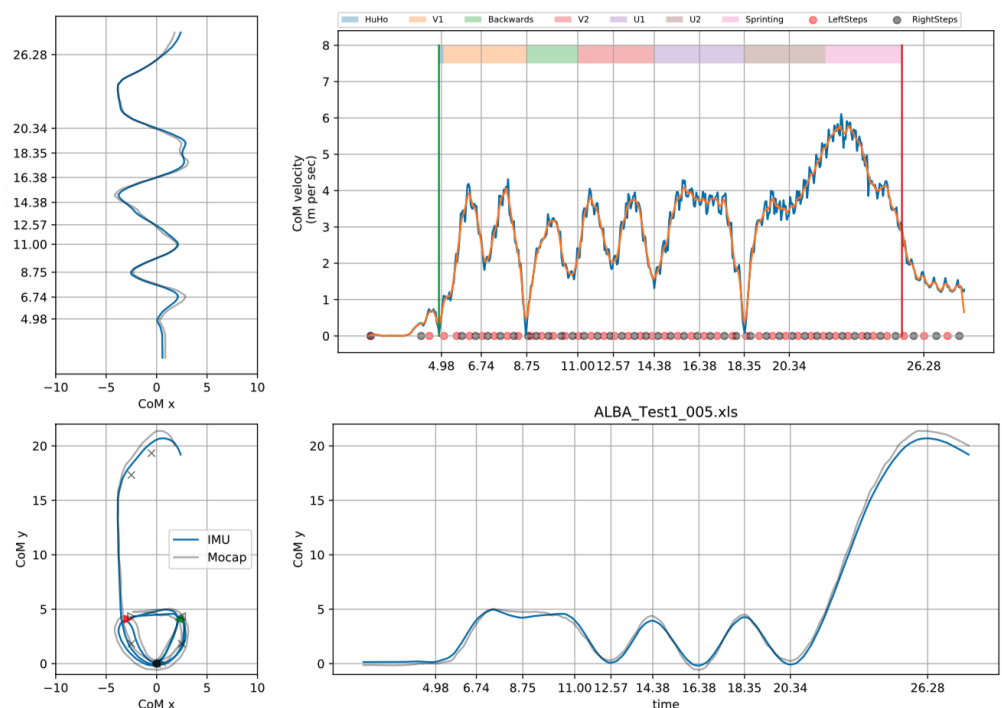 HuHo V1 Backwards V2 U1 U2 Sprinting LeftSteps RightSteps
26.28
20.34
18.35
16.38
14.38
12.57
11.00
8.75
6.74
4.98
−10 −5 0 5 10
CoM x
CoM velocity
(m per sec)
8
7
6
5
4
3
2
1
0
4.98 6.74 8.75 11.00 12.57 14.38 18.35 20.34 26.28
CoM y
20
15
10
5
0
IMU
Mocap
−10 −5 0 5 10
CoM x
ALBA_Test1_005.xls
CoM y
20
15
10
5
0
4.98 6.74 8.75 11.00 12.57 14.38 16.38 18.35 20.34 26.28
time